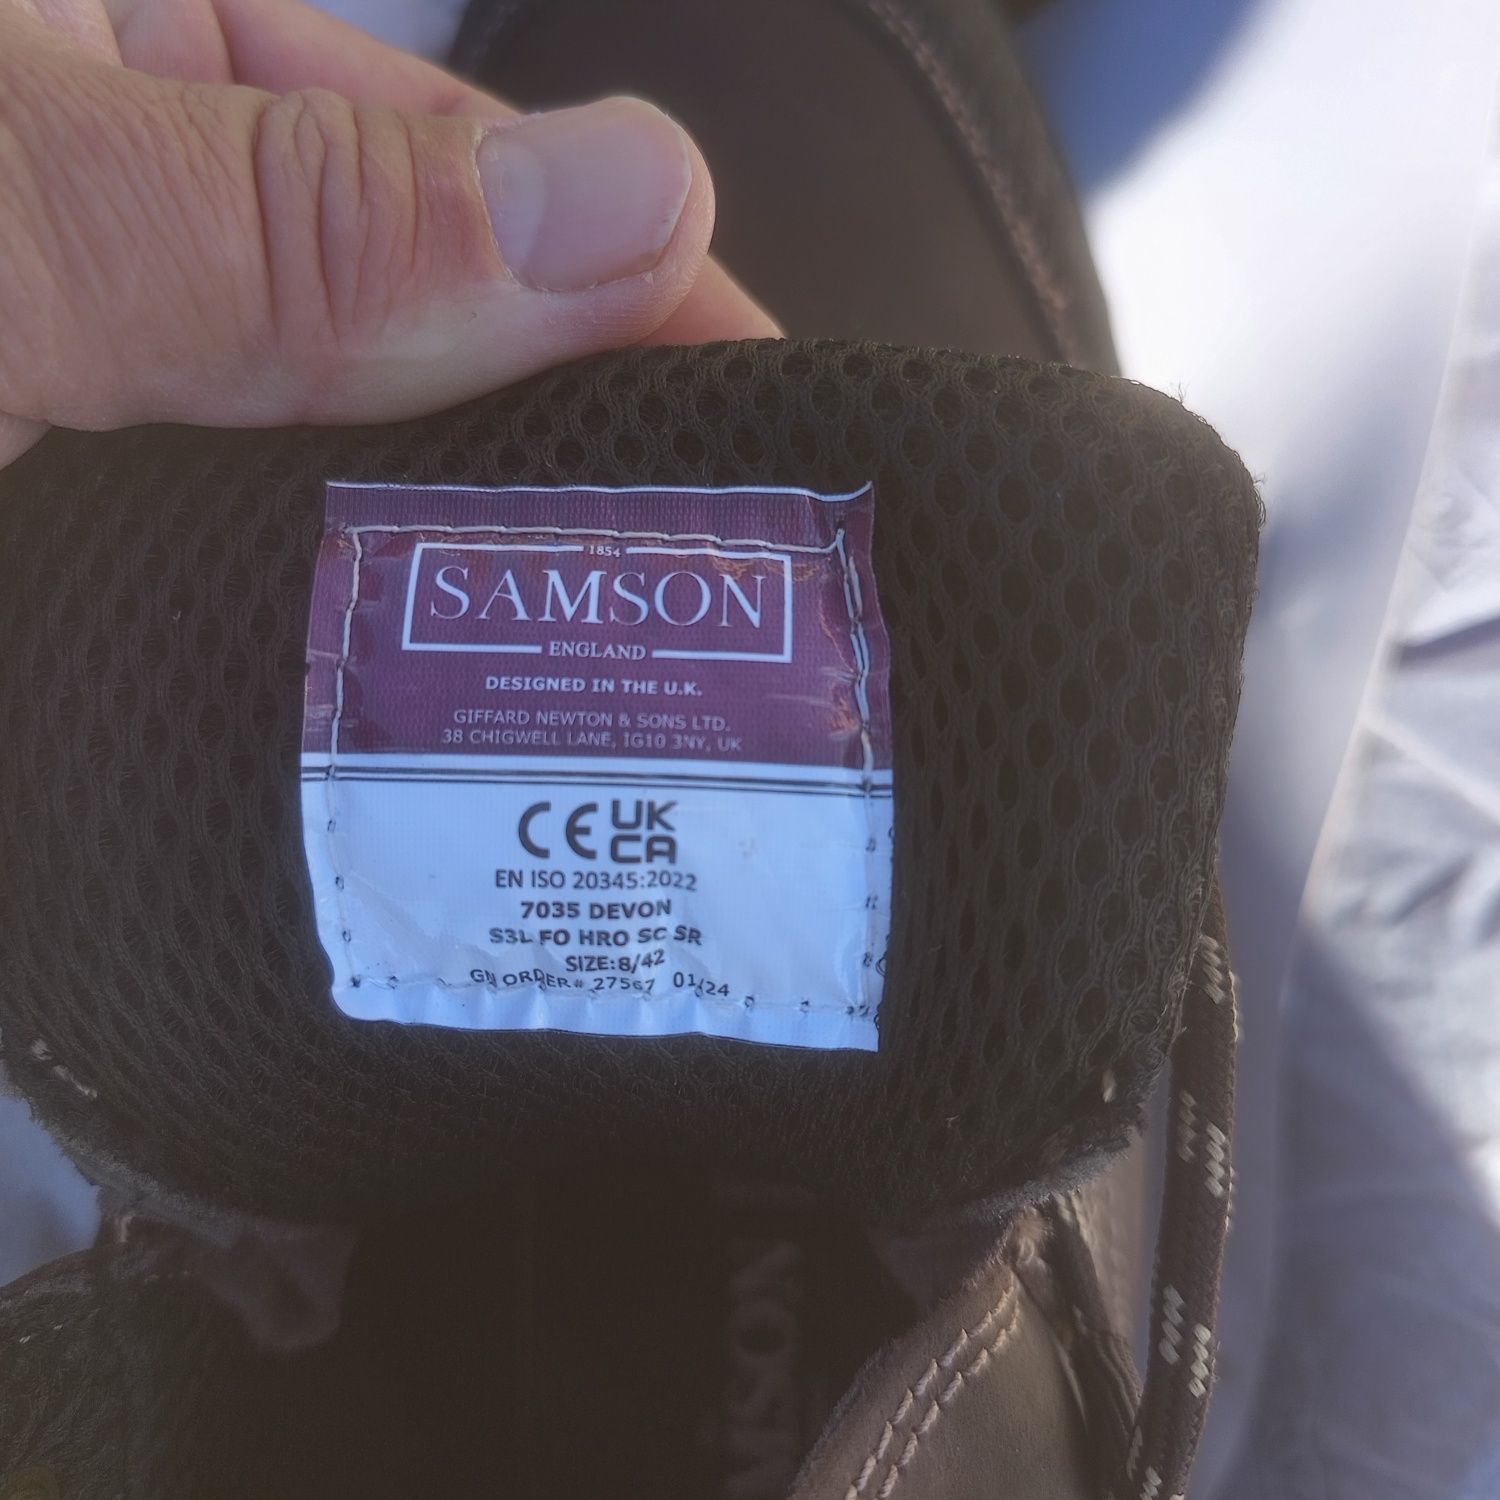 1854
SAMSON
ENGLAND
DESIGNED IN THE U.K.
GIFFARD NEWTON & SONS LTD.
38 CHIGWELL LANE, IG10 3NY, UK
CE UK CA
EN ISO 20345:2022
7035 DEVON
S3L FO HRO SC SR
SIZE:8/42
GN ORDER# 27567 01/24